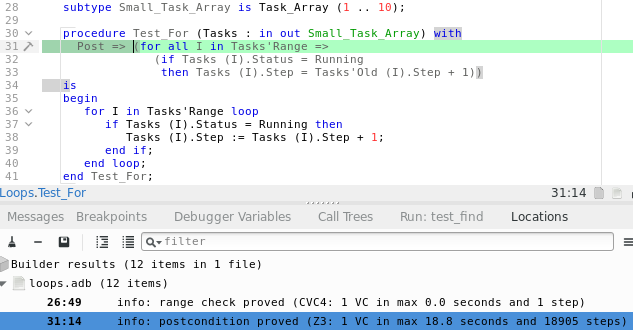 28 subtype Small_Task_Array is Task_Array (1 .. 10);
29
30 procedure Test_For (Tasks : in out Small_Task_Array) with
31 Post => (for all I in Tasks'Range =>
32 (if Tasks (I).Status = Running
33 then Tasks (I).Step = Tasks'Old (I).Step + 1))
34 is
35 begin
36 for I in Tasks'Range loop
37 if Tasks (I).Status = Running then
38 Tasks (I).Step := Tasks (I).Step + 1;
39 end if;
40 end loop;
41 end Test_For;
Loops.Test_For 31:14
Messages Breakpoints Debugger Variables Call Trees Run: test_find Locations
filter
Builder results (12 items in 1 file)
loops.adb (12 items)
26:49 info: range check proved (CVC4: 1 VC in max 0.0 seconds and 1 step)
31:14 info: postcondition proved (Z3: 1 VC in max 18.8 seconds and 18905 steps)